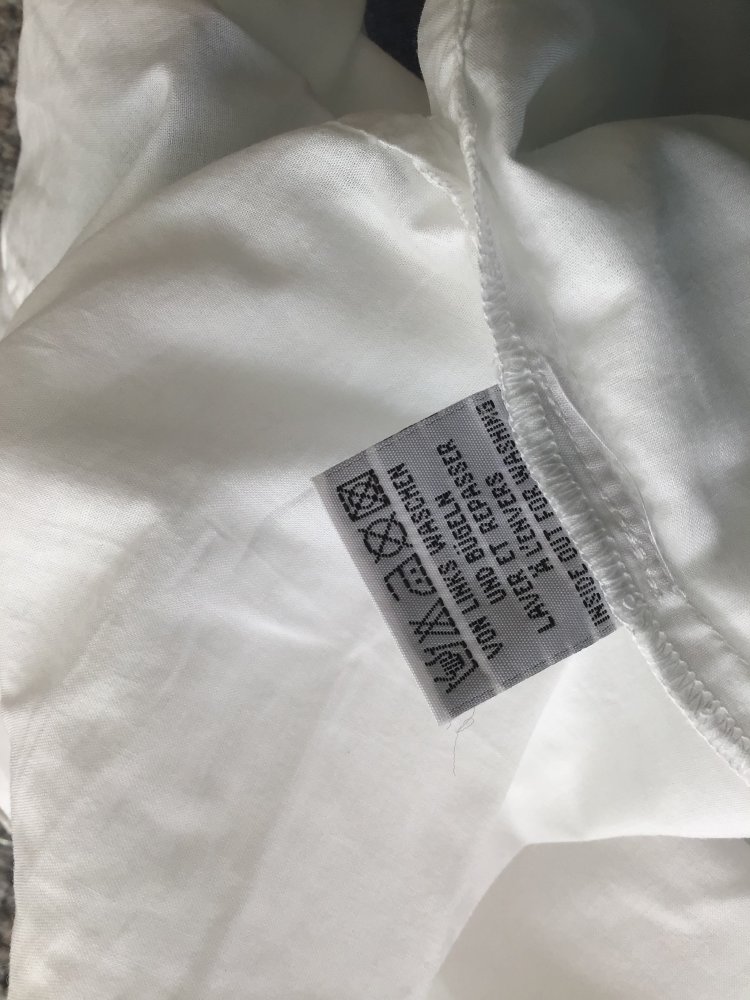 VON LINKS WASCHEN
UND BÜGELN
LAVER ET REPASSER
À L'ENVERS
INSIDE OUT FOR WASHING